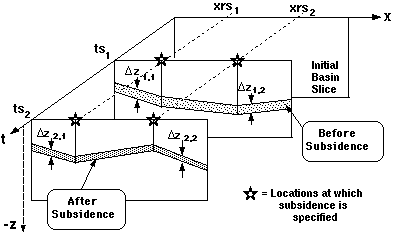 xrs1
xrs2
x
ts1
Initial
Basin
Slice
Δz1,1
Δz1,2
ts2
t
Δz2,1
Δz2,2
Before
Subsidence
After
Subsidence
-z
= Locations at which
subsidence is
specified